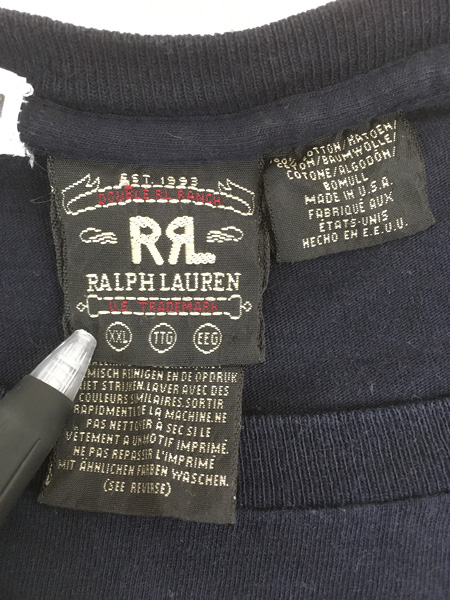 EST. 1993
DOUBLE RL RANCH
RRL
RALPH LAUREN
TRADEMARK
XXL TTG EEG
100% COTTON/KATOEN/
COTON/BAUMWOLLE/
COTONE/ALGODÓN/
BOMULL
MADE IN U.S.A.
FABRIQUÉ AUX
ÉTATS-UNIS
HECHO EN E.E.U.U.
REINIGEN EN DE OPDRUK
NIET STRIJKEN. LAVER AVEC DES
COULEURS SIMILAIRES. SORTIR
RAPIDMENT DE LA MACHINE. NE
PAS NETTOYER À SEC SI LE
VÊTEMENT A UN MOTIF IMPRIMÉ.
NE PAS REPASSER L'IMPRIMÉ
MIT ÄHNLICHEN FARBEN WASCHEN.
(SEE REVERSE)